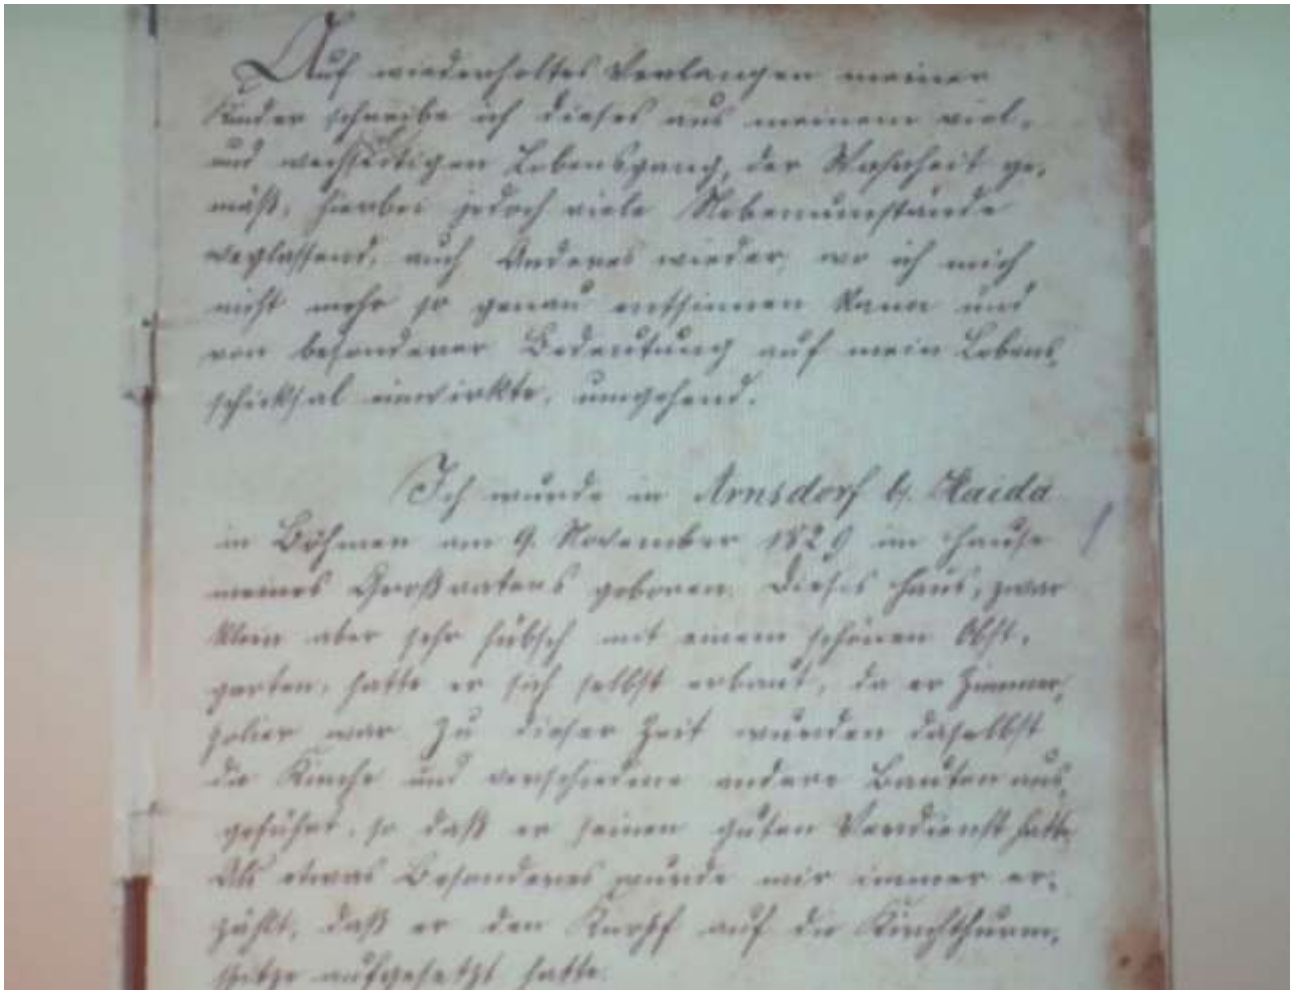 Auf wiederholtes Verlangen meiner
Kinder schreibe ich dieses aus meinem viel-
und wechselseitigen Lebensgang, der Wahrheit ge-
mäß, hierbei jedoch viele Nebenumstände
weglassend, auch Anderes wieder, wo ich mich
nicht mehr so genau entsinnen kann und
von besonderer Bedeutung auf mein Lebens-
schicksal einwirkte, umgehend.
Ich wurde in Arnsdorf b. Haida
in Böhmen am 9. November 1829 im Hause
meines Großvaters geboren. Dieses Haus, zwar
klein aber sehr hübsch mit einem schönen Obst-
garten, hatte er sich selbst erbaut, da er Zimmer-
polier war. Zu dieser Zeit wurden daselbst
die Kirche und verschiedene andere Bauten aus-
geführt, so daß er seinen guten Verdienst hatte.
Als etwas Besonderes wurde mir immer er-
zählt, daß er den Knopf auf die Kirchthurm-
spitze aufgesetzt hatte.